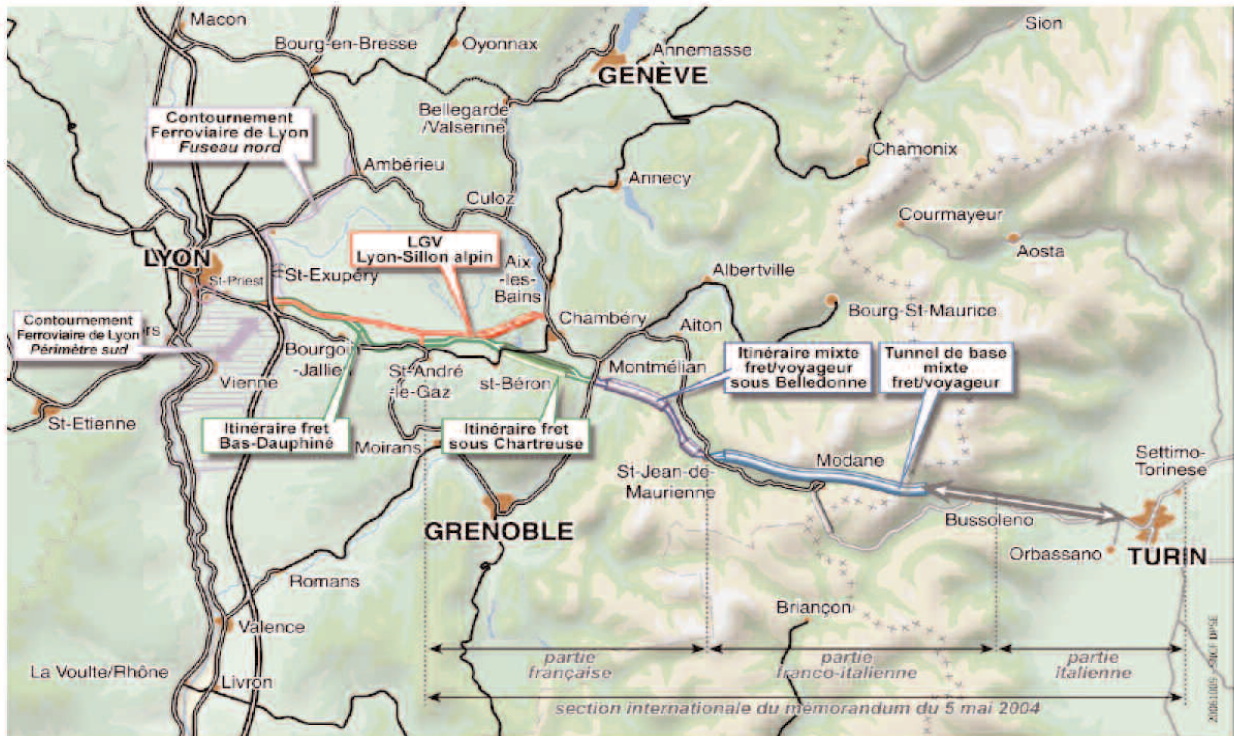 Macon
Bourg-en-Bresse
Oyonnax
Annemasse
GENÈVE
Sion
Bellegarde
/Valserine
Contournement
Ferroviaire de Lyon
Fuseau nord
Ambérieu
Culoz
Annecy
Chamonix
Courmayeur
Aosta
LYON
St-Priest
St-Exupéry
LGV
Lyon-Sillon alpin
Aix
-les-
Bains
Albertville
Bourg-St-Maurice
Chambéry
Aiton
Contournement
Ferroviaire de Lyon
Périmètre sud
ers
Vienne
Bourgoi
-Jallieu
St-André
-le-Gaz
st-Béron
Montmélian
Itinéraire mixte
fret/voyageur
sous Belledonne
Tunnel de base
mixte
fret/voyageur
St-Etienne
Itinéraire fret
Bas-Dauphiné
Itinéraire fret
sous Chartreuse
Moirans
St-Jean-de-
Maurienne
Modane
Settimo-
Torinese
GRENOBLE
Bussoleno
Orbassano
TURIN
Romans
Valence
Briançon
La Voulte/Rhône
Livron
partie
française
partie
franco-italienne
partie
Italienne
section internationale du mémorandum du 5 mai 2004